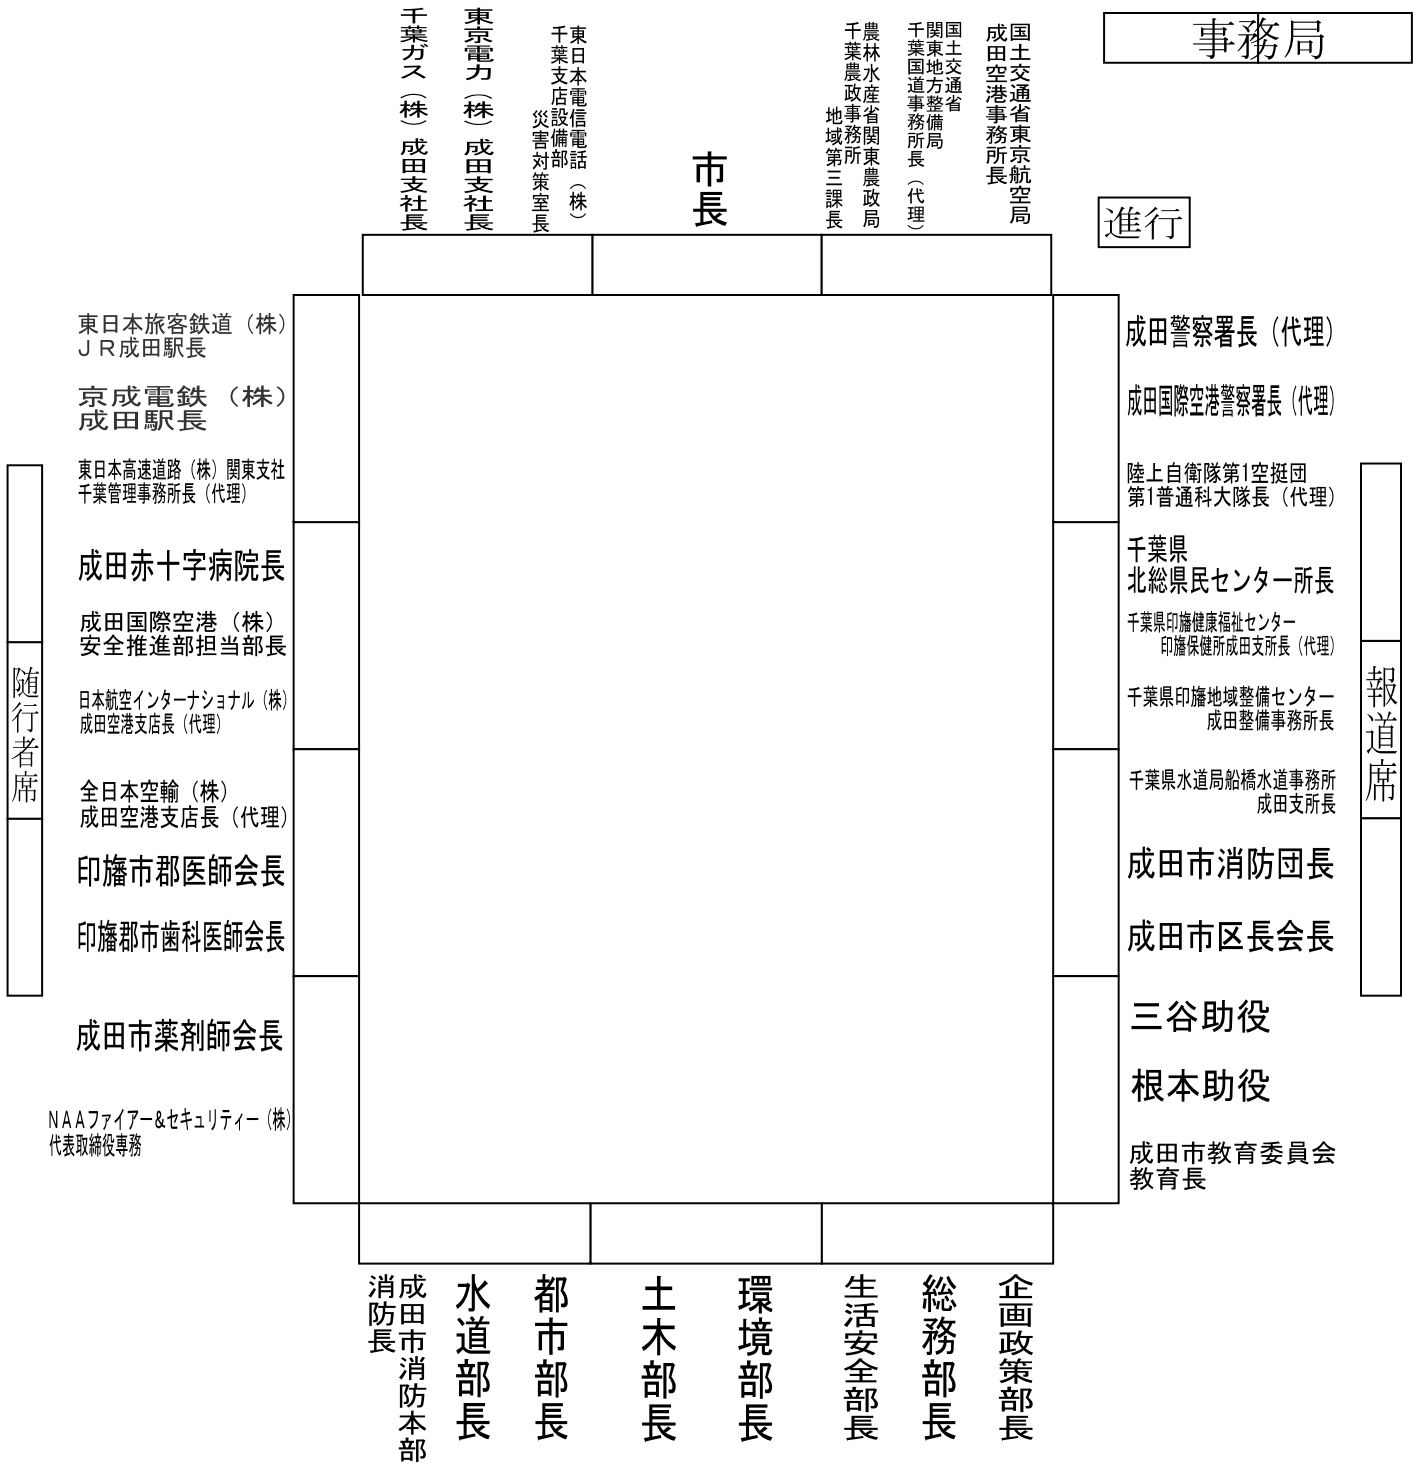 事務局
進行
国土交通省東京航空局
成田空港事務所長
国土交通省
関東地方整備局
千葉国道事務所長（代理）
農林水産省関東農政局
千葉農政事務所
地域第三課長
市長
東日本電信電話（株）
千葉支店設備部
災害対策室長
東京電力（株）成田支社長
千葉ガス（株）成田支社長
東日本旅客鉄道（株）
ＪＲ成田駅長
京成電鉄（株）
成田駅長
東日本高速道路（株）関東支社
千葉管理事務所長（代理）
成田赤十字病院長
成田国際空港（株）
安全推進部担当部長
日本航空インターナショナル（株）
成田空港支店長（代理）
全日本空輸（株）
成田空港支店長（代理）
印旛市郡医師会長
印旛郡市歯科医師会長
成田市薬剤師会長
ＮＡＡファイアー＆セキュリティー（株）
代表取締役専務
随行者席
成田警察署長（代理）
成田国際空港警察署長（代理）
陸上自衛隊第1空挺団
第1普通科大隊長（代理）
千葉県
北総県民センター所長
千葉県印旛健康福祉センター
印旛保健所成田支所長（代理）
千葉県印旛地域整備センター
成田整備事務所長
千葉県水道局船橋水道事務所
成田支所長
成田市消防団長
成田市区長会長
三谷助役
根本助役
成田市教育委員会
教育長
報道席
企画政策部長
総務部長
生活安全部長
環境部長
土木部長
都市部長
水道部長
成田市消防本部
消防長